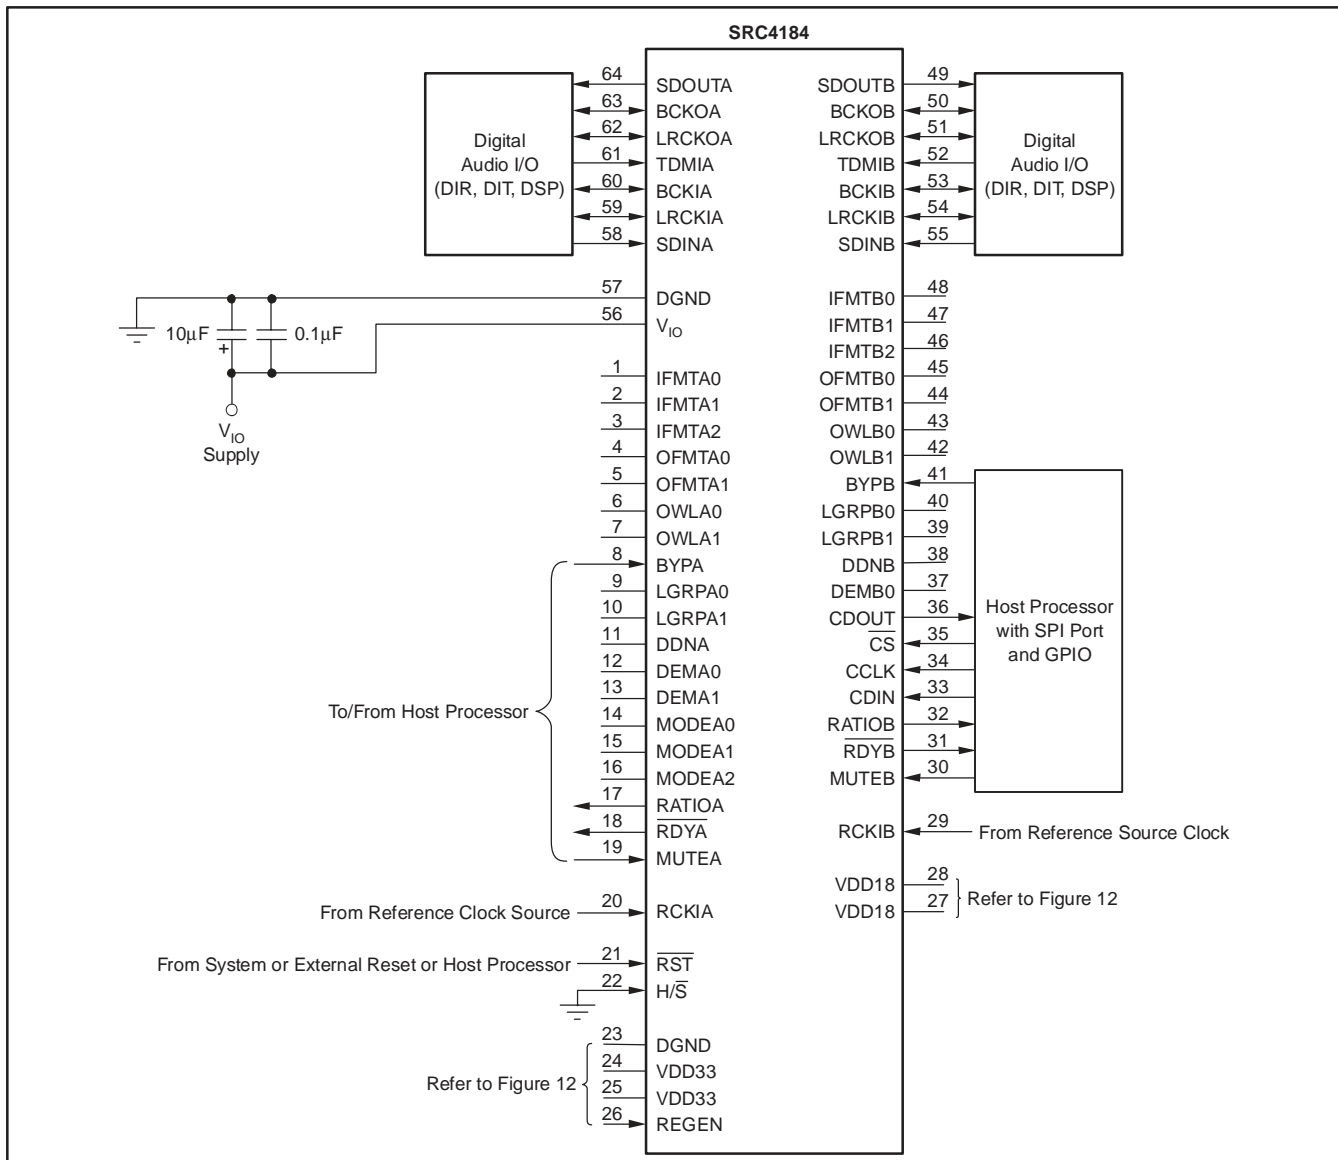 SRC4184
64 SDOUTA
63 BCKOA
62 LRCKOA
61 TDMIA
60 BCKIA
59 LRCKIA
58 SDINA
Digital
Audio I/O
(DIR, DIT, DSP)
SDOUTB 49
BCKOB 50
LRCKOB 51
TDMIB 52
BCKIB 53
LRCKIB 54
SDINB 55
Digital
Audio I/O
(DIR, DIT, DSP)
57 DGND
56 VIO
10μF
+
0.1μF
VIO
Supply
1 IFMTA0
2 IFMTA1
3 IFMTA2
4 OFMTA0
5 OFMTA1
6 OWLA0
7 OWLA1
8 BYPA
9 LGRPA0
10 LGRPA1
11 DDNA
12 DEMA0
13 DEMA1
14 MODEA0
15 MODEA1
16 MODEA2
17 RATIOA
18 R̅D̅Y̅A̅
19 MUTEA
To/From Host Processor
From Reference Clock Source 20 RCKIA
From System or External Reset or Host Processor 21 R̅S̅T̅
22 H/S̅
23 DGND
24 VDD33
25 VDD33
26 REGEN
Refer to Figure 12
IFMTB0 48
IFMTB1 47
IFMTB2 46
OFMTB0 45
OFMTB1 44
OWLB0 43
OWLB1 42
BYPB 41
LGRPB0 40
LGRPB1 39
DDNB 38
DEMB0 37
CDOUT 36
C̅S̅ 35
CCLK 34
CDIN 33
RATIOB 32
R̅D̅Y̅B̅ 31
MUTEB 30
Host Processor
with SPI Port
and GPIO
RCKIB 29 From Reference Source Clock
VDD18 28
VDD18 27
Refer to Figure 12